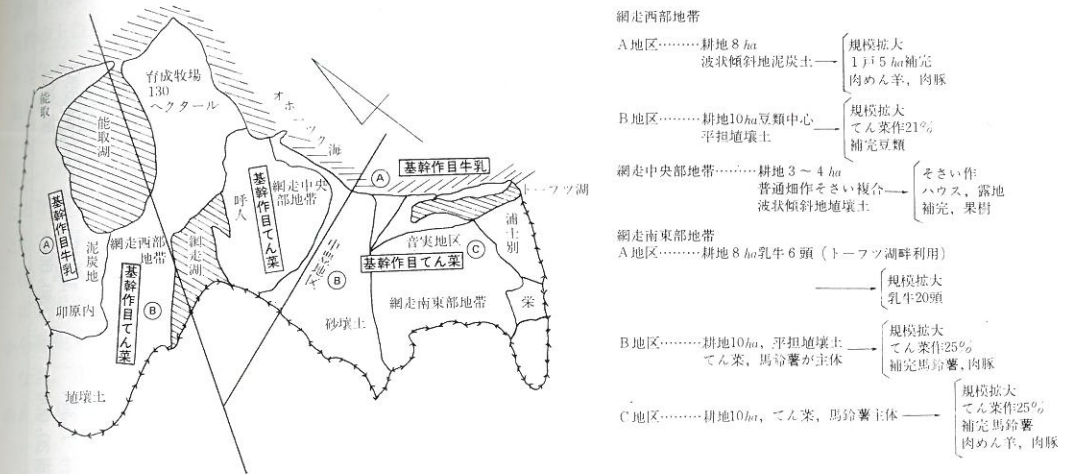 育成牧場
130
ヘクタール
オホーツク海
能取
能取湖
基幹作目牛乳
Ⓐ
泥炭地
網走西部地帯
卯原内
基幹作目てん菜
Ⓑ
埴壌土
網走湖
呼人
基幹作目てん菜
網走中央部地帯
Ⓐ
基幹作目牛乳
トーフツ湖
中豊地区
Ⓑ
砂壌土
音実地区
Ⓒ
基幹作目てん菜
浦士別
網走南東部地帯
栄
網走西部地帯
A地区………耕地8ha
波状傾斜地泥炭土
規模拡大
1戸5ha補完
肉めん羊,肉豚
B地区………耕地10ha豆類中心
平担埴壌土
規模拡大
てん菜作21%
補完豆類
網走中央部地帯………耕地3~4ha
普通畑作そさい複合
波状傾斜地埴壌土
そさい作
ハウス,露地
補完,果樹
網走南東部地帯
A地区………耕地8ha乳牛6頭(トーフツ湖畔利用)
規模拡大
乳牛20頭
B地区………耕地10ha,平担埴壌土
てん菜,馬鈴薯が主体
規模拡大
てん菜作25%
補完馬鈴薯,肉豚
C地区………耕地10ha,てん菜,馬鈴薯主体
規模拡大
てん菜作25%
補完馬鈴薯
肉めん羊,肉豚